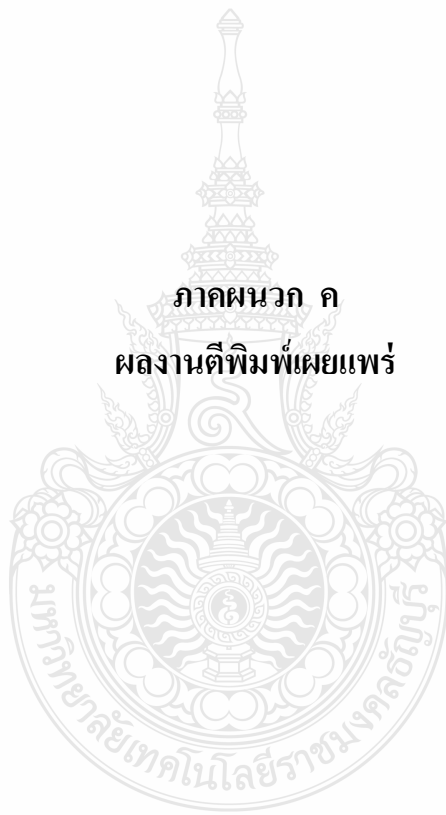 ภาคผนวก ค
ผลงานตีพิมพ์เผยแพร่
มหาวิทยาลัยเทคโนโลยีราชมงคลธัญบุรี